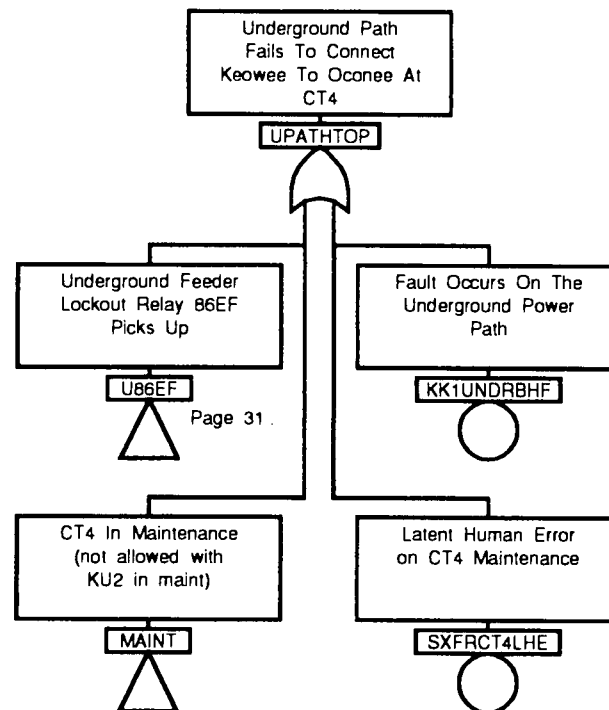 Underground Path
Fails To Connect
Keowee To Oconee At
CT4
UPATHTOP
Underground Feeder
Lockout Relay 86EF
Picks Up
U86EF
Page 31
Fault Occurs On The
Underground Power
Path
KK1UNDRBHF
CT4 In Maintenance
(not allowed with
KU2 in maint)
MAINT
Latent Human Error
on CT4 Maintenance
SXFRCT4LHE